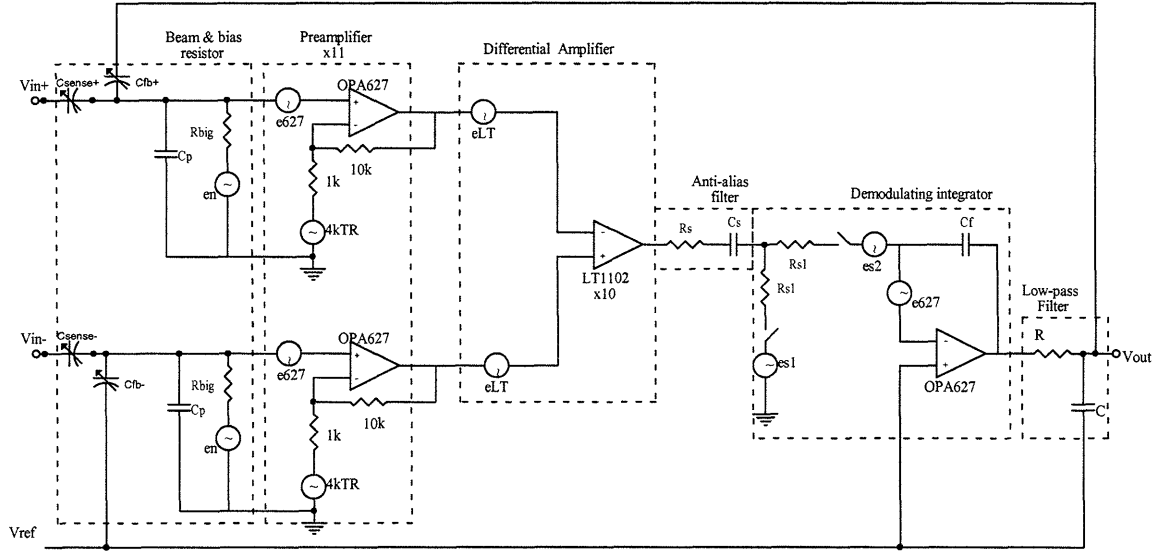 Beam & bias
resistor
Preamplifier
x11
Differential Amplifier
Vin+
Csense+
Cfb+
OPA627
e627
eLT
Rbig
Cp
10k
1k
en
4kTR
Anti-alias
filter
Demodulating integrator
Rs
Cs
Rs1
es2
Cf
LT1102
x10
Rs1
e627
Low-pass
Filter
R
Vin-
Csense-
Cfb-
OPA627
e627
eLT
es1
OPA627
Vout
Rbig
Cp
10k
1k
C
en
4kTR
Vref